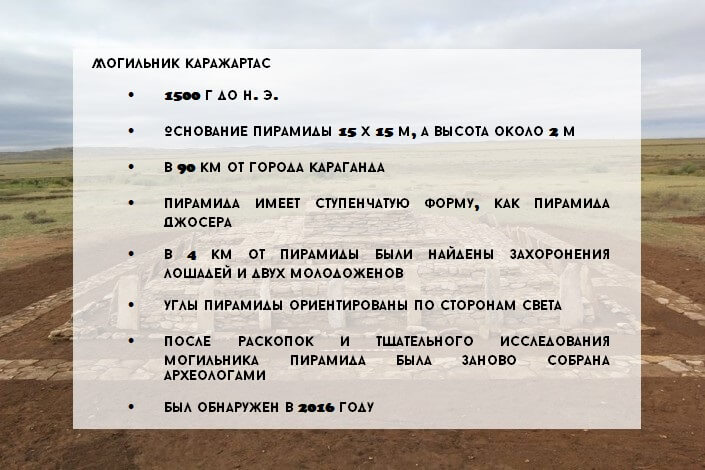 Могильник Каражартас
• 1500 г до н. э.
• Основание пирамиды 15 х 15 м, а высота около 2 м
• В 90 км от города Караганда
• Пирамида имеет ступенчатую форму, как пирамида
Джосера
• В 4 км от пирамиды были найдены захоронения
лошадей и двух молодоженов
• Углы пирамиды ориентированы по сторонам света
• После раскопок и тщательного исследования
могильника пирамида была заново собрана
археологами
• Был обнаружен в 2016 году